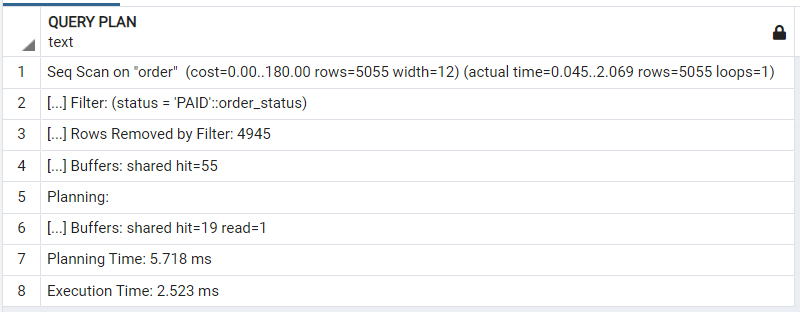 QUERY PLAN
text
1 Seq Scan on "order" (cost=0.00..180.00 rows=5055 width=12) (actual time=0.045..2.069 rows=5055 loops=1)
2 [...] Filter: (status = 'PAID'::order_status)
3 [...] Rows Removed by Filter: 4945
4 [...] Buffers: shared hit=55
5 Planning:
6 [...] Buffers: shared hit=19 read=1
7 Planning Time: 5.718 ms
8 Execution Time: 2.523 ms